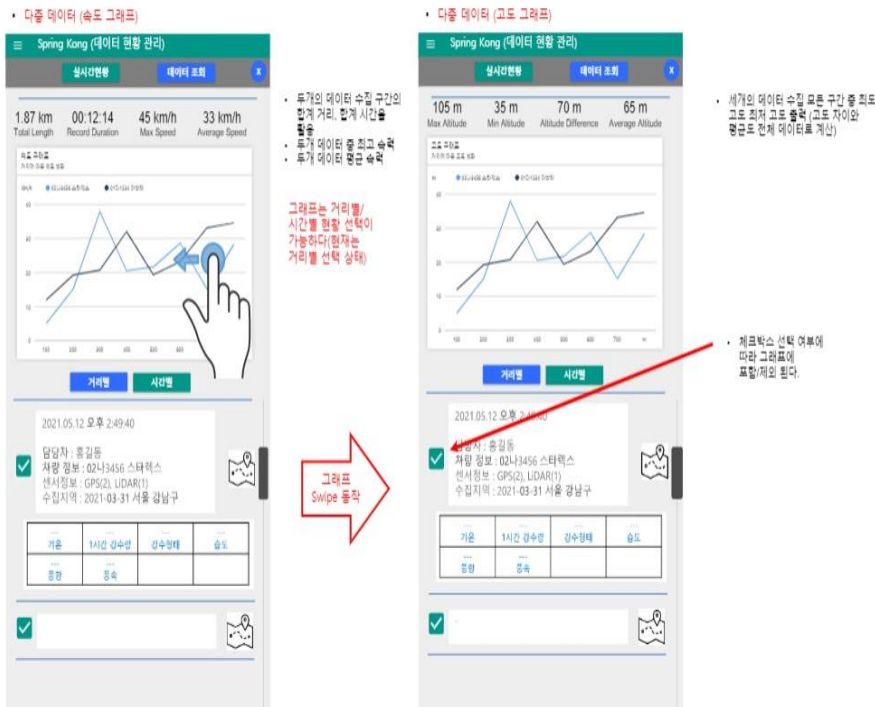 • 다중 데이터 (속도 그래프)
Spring Kong (데이터 현황 관리)
실시간현황
데이터 조회
x
1.87 km
00:12:14
45 km/h
33 km/h
Total Length
Record Duration
Max Speed
Average Speed
속도 그래프
km/h
거리별
시간별
2021.05.12 오후 2:49:40
담당자 : 홍길동
차량 정보 : 02나3456 스타렉스
센서정보 : GPS(2), LiDAR(1)
수집지역 : 2021-03-31 서울 강남구
기온
1시간 강수량
강수형태
습도
풍향
풍속
• 두개의 데이터 수집 구간의
합계 거리, 합계 시간을
활용
• 두개 데이터 중 최고 속력
• 두개 데이터 평균 속력
그래프는 거리별/
시간별 현황 선택이
가능하다(현재는
거리별 선택 상태)
그래프
Swipe 동작
• 다중 데이터 (고도 그래프)
Spring Kong (데이터 현황 관리)
실시간현황
데이터 조회
x
105 m
35 m
70 m
65 m
Max Altitude
Min Altitude
Altitude Difference
Average Altitude
고도 그래프
거리별
시간별
2021.05.12 오후 2:49:40
담당자 : 홍길동
차량 정보 : 02나3456 스타렉스
센서정보 : GPS(2), LiDAR(1)
수집지역 : 2021-03-31 서울 강남구
기온
1시간 강수량
강수형태
습도
풍향
풍속
• 세개의 데이터 수집 모든 구간 중 최도
고도 최저 고도 출력 (고도 차이와
평균도 전체 데이터로 계산)
• 체크박스 선택 여부에
따라 그래프에
포함/제외 된다.